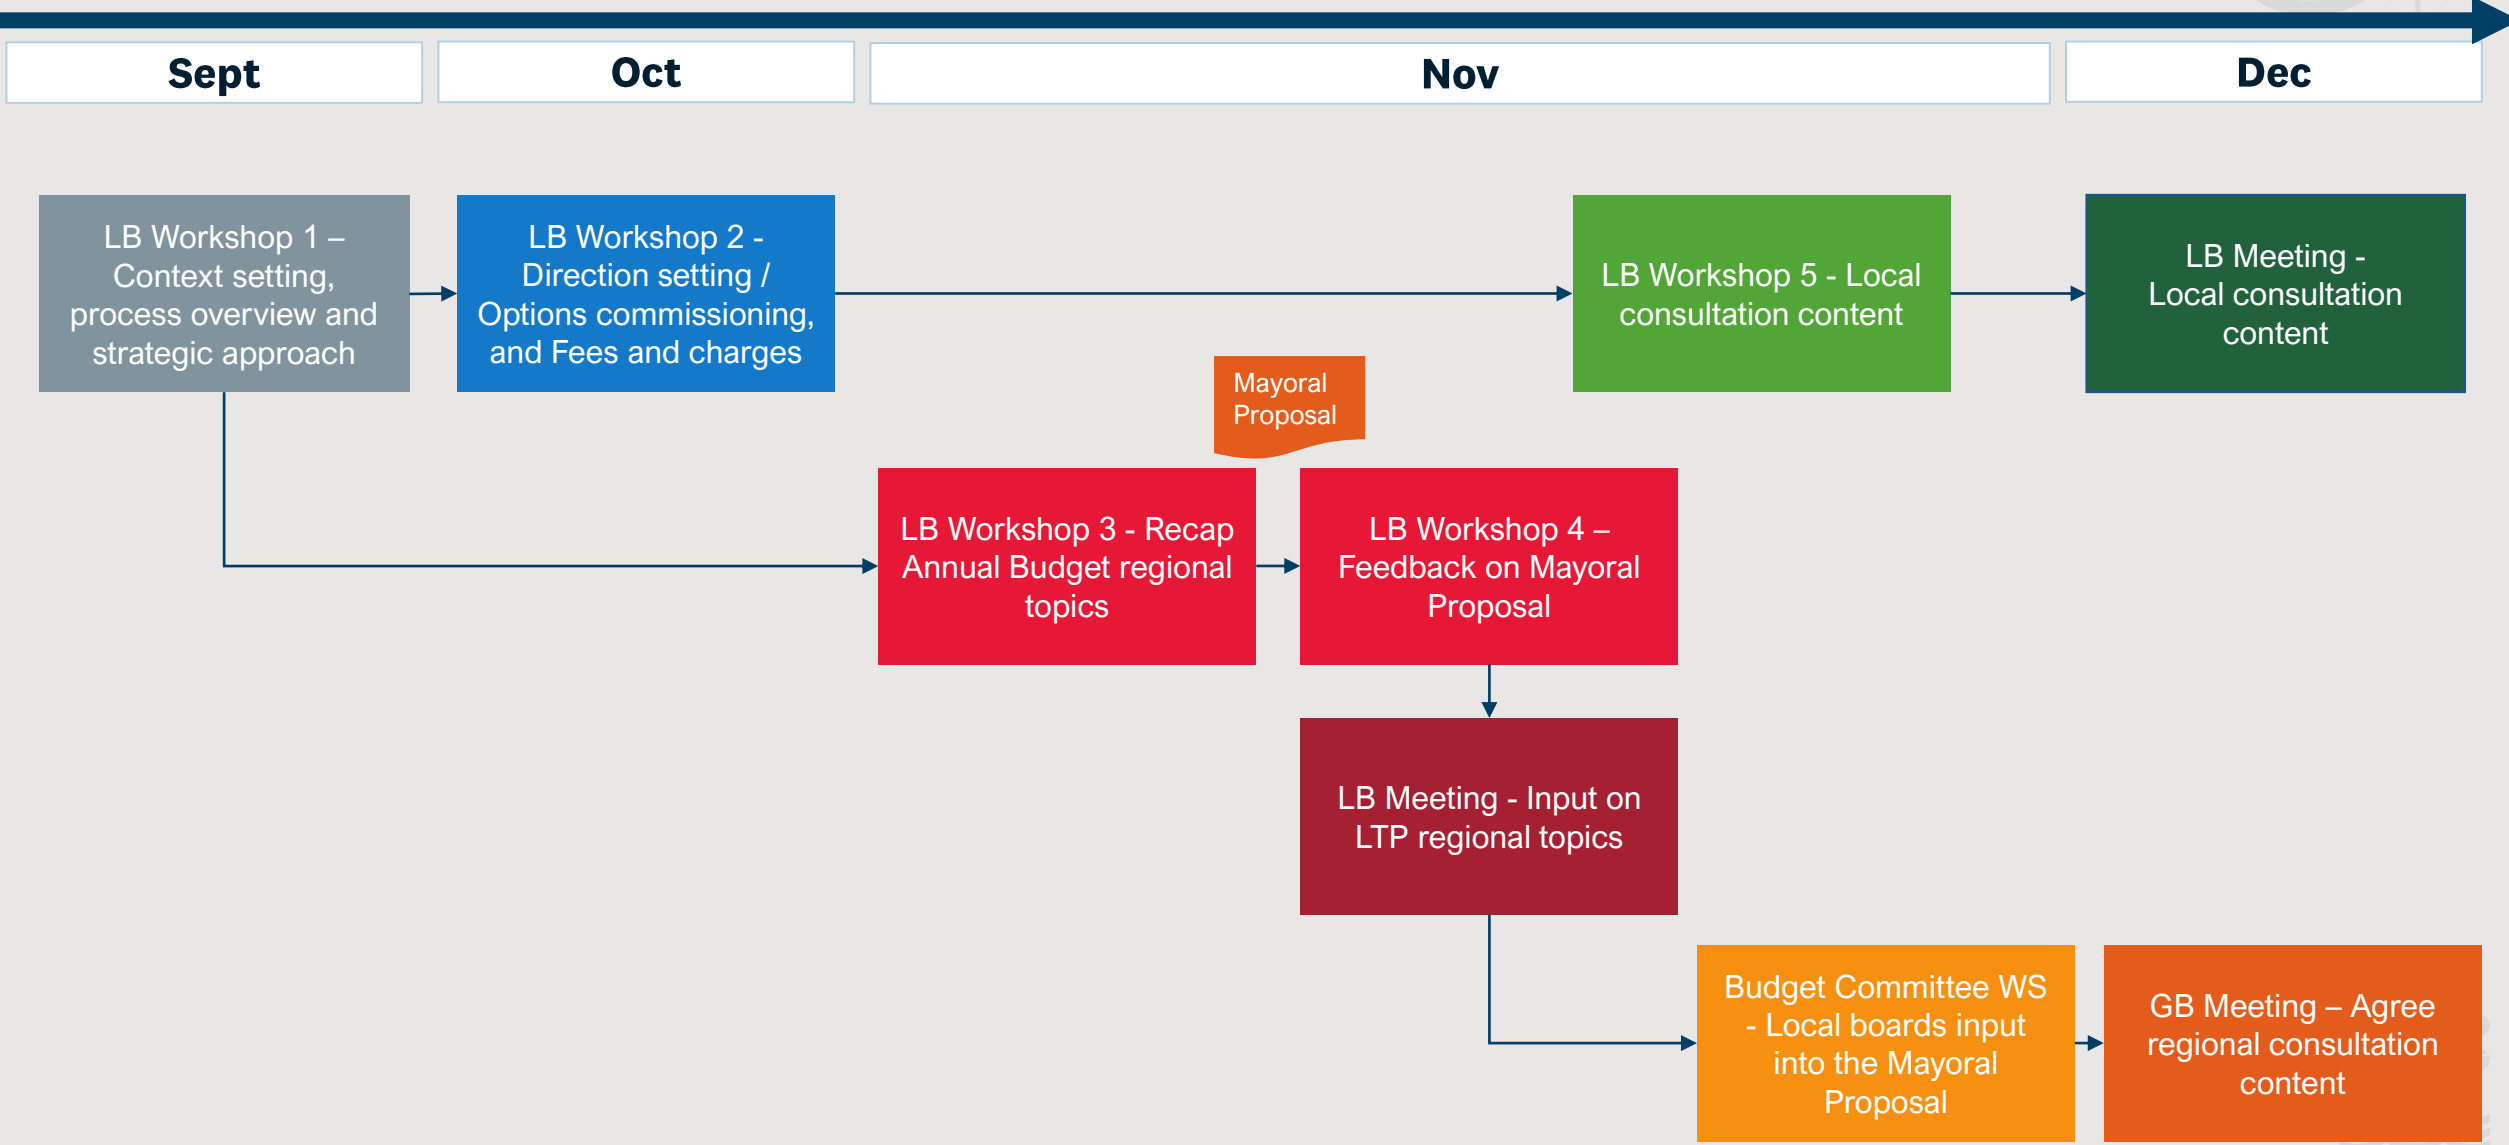 Sept
Oct
Nov
Dec
LB Workshop 1 –
Context setting,
process overview and
strategic approach
LB Workshop 2 -
Direction setting /
Options commissioning,
and Fees and charges
LB Workshop 5 - Local
consultation content
LB Meeting -
Local consultation
content
Mayoral
Proposal
LB Workshop 3 - Recap
Annual Budget regional
topics
LB Workshop 4 –
Feedback on Mayoral
Proposal
LB Meeting - Input on
LTP regional topics
Budget Committee WS
- Local boards input
into the Mayoral
Proposal
GB Meeting – Agree
regional consultation
content